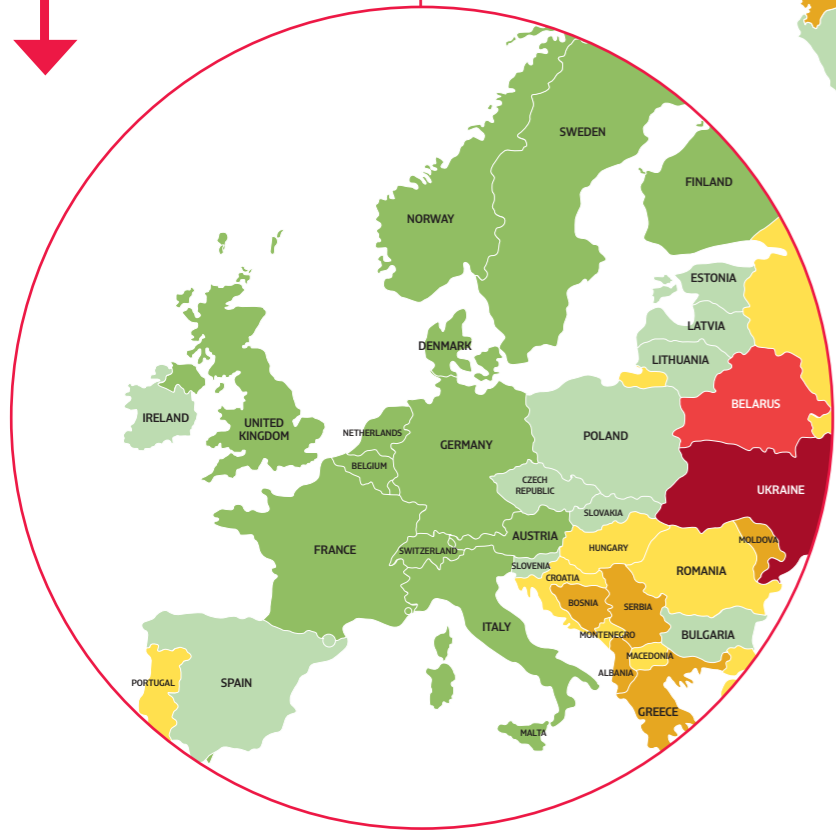 SWEDEN
FINLAND
NORWAY
ESTONIA
LATVIA
DENMARK
LITHUANIA
BELARUS
IRELAND
UNITED
KINGDOM
NETHERLANDS
POLAND
GERMANY
BELGIUM
CZECH
REPUBLIC
UKRAINE
SLOVAKIA
AUSTRIA
MOLDOVA
HUNGARY
FRANCE
SWITZERLAND
SLOVENIA
ROMANIA
CROATIA
BOSNIA
SERBIA
ITALY
MONTENEGRO
BULGARIA
MACEDONIA
ALBANIA
PORTUGAL
SPAIN
GREECE
MALTA